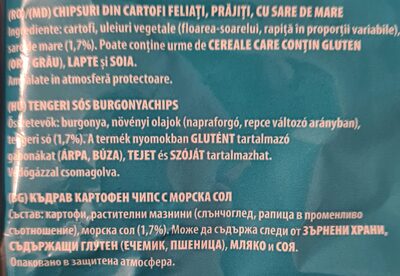 (RO)/(MD) CHIPSURI DIN CARTOFI FELIAȚI, PRĂJIȚI, CU SARE DE MARE
Ingrediente: cartofi, uleiuri vegetale (floarea-soarelui, rapiță în proporții variabile),
sare de mare (1,7%). Poate conține urme de CEREALE CARE CONȚIN GLUTEN
(ORZ, GRÂU), LAPTE și SOIA.
Ambalate în atmosferă protectoare.
(HU) TENGERI SÓS BURGONYACHIPS
Összetevők: burgonya, növényi olajok (napraforgó, repce változó arányban),
tengeri só (1,7%). A termék nyomokban GLUTÉNT tartalmazó
gabonákat (ÁRPA, BÚZA), TEJET és SZÓJÁT tartalmazhat.
Védőgázzal csomagolva.
(BG) КЪДРАВ КАРТОФЕН ЧИПС С МОРСКА СОЛ
Състав: картофи, растителни мазнини (слънчоглед, рапица в променливо
съотношение), морска сол (1,7%). Може да съдържа следи от ЗЪРНЕНИ ХРАНИ,
СЪДЪРЖАЩИ ГЛУТЕН (ЕЧЕМИК, ПШЕНИЦА), МЛЯКО и СОЯ.
Опаковано в защитена атмосфера.